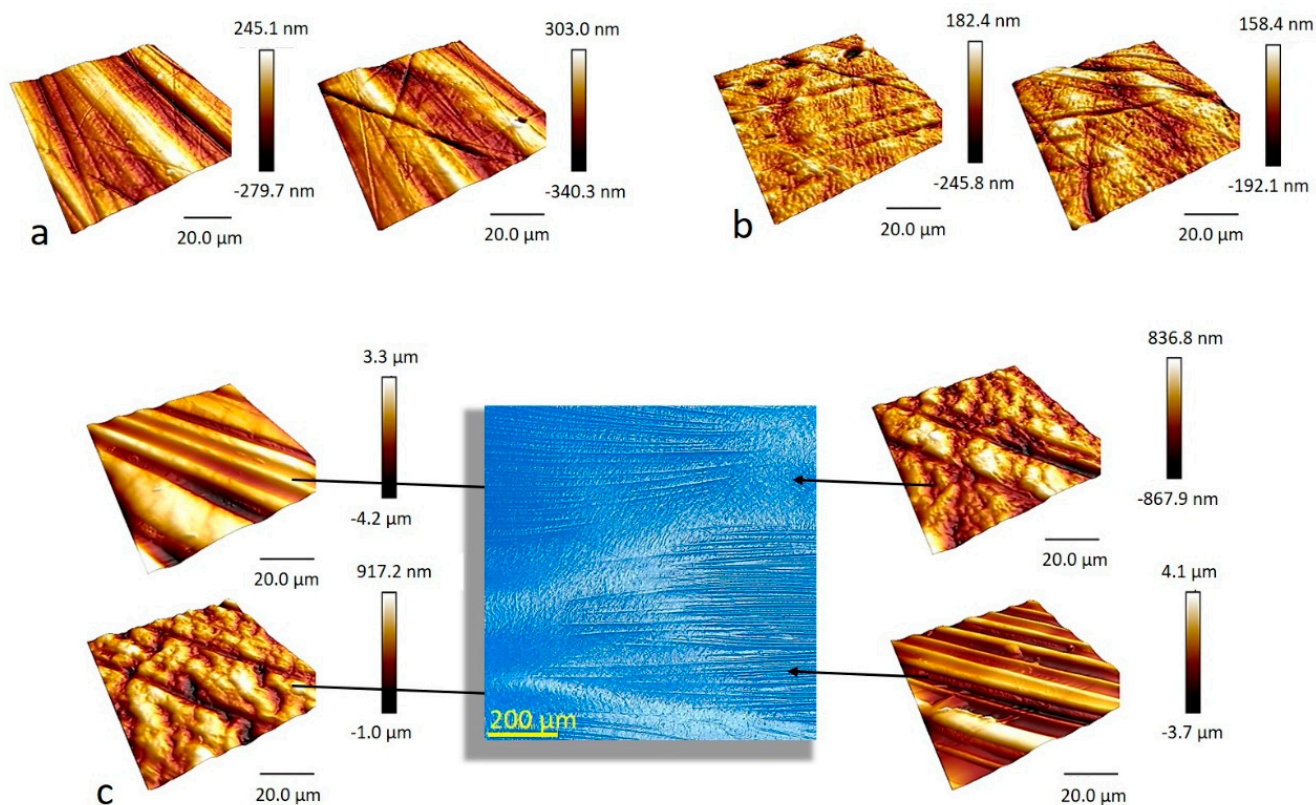 245.1 nm
-279.7 nm
20.0 µm
303.0 nm
-340.3 nm
20.0 µm
a
182.4 nm
-245.8 nm
20.0 µm
158.4 nm
-192.1 nm
20.0 µm
b
3.3 µm
-4.2 µm
20.0 µm
836.8 nm
-867.9 nm
20.0 µm
917.2 nm
-1.0 µm
20.0 µm
200 µm
4.1 µm
-3.7 µm
20.0 µm
c